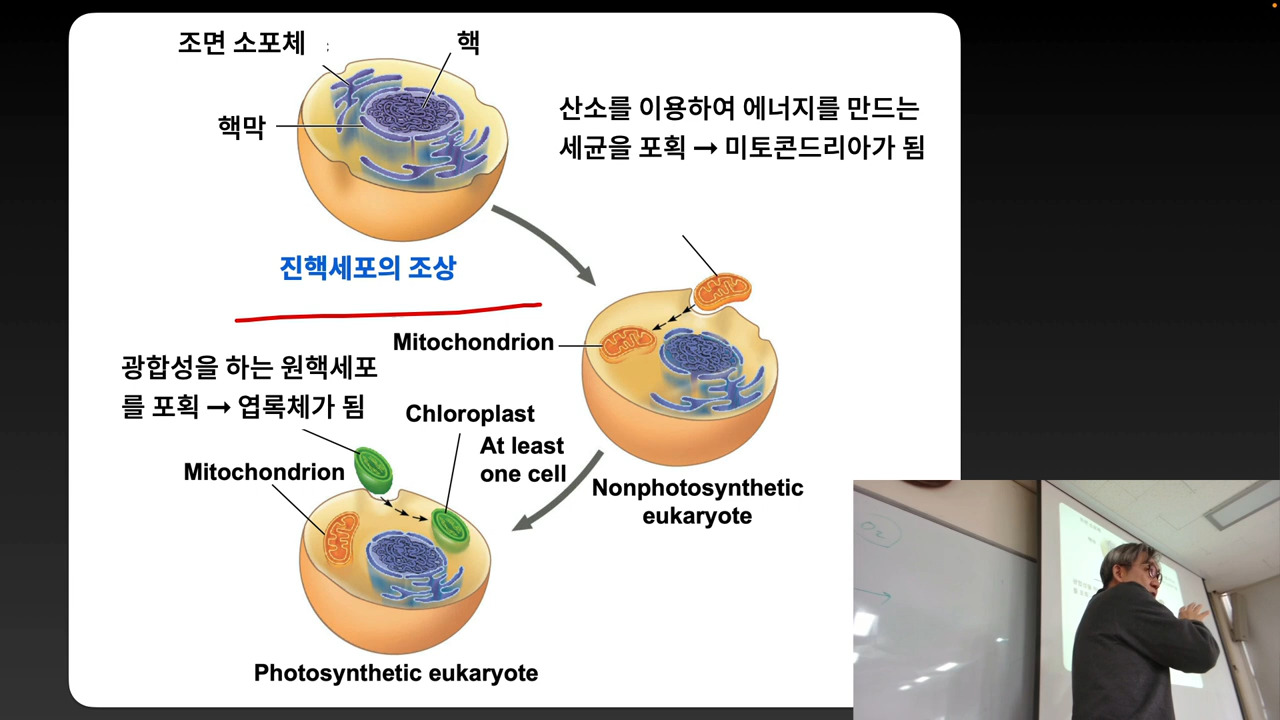 조면 소포체
핵
핵막
산소를 이용하여 에너지를 만드는
세균을 포획 → 미토콘드리아가 됨
진핵세포의 조상
Mitochondrion
광합성을 하는 원핵세포
를 포획 → 엽록체가 됨
Chloroplast
At least
one cell
Mitochondrion
Nonphotosynthetic
eukaryote
Photosynthetic eukaryote
O2